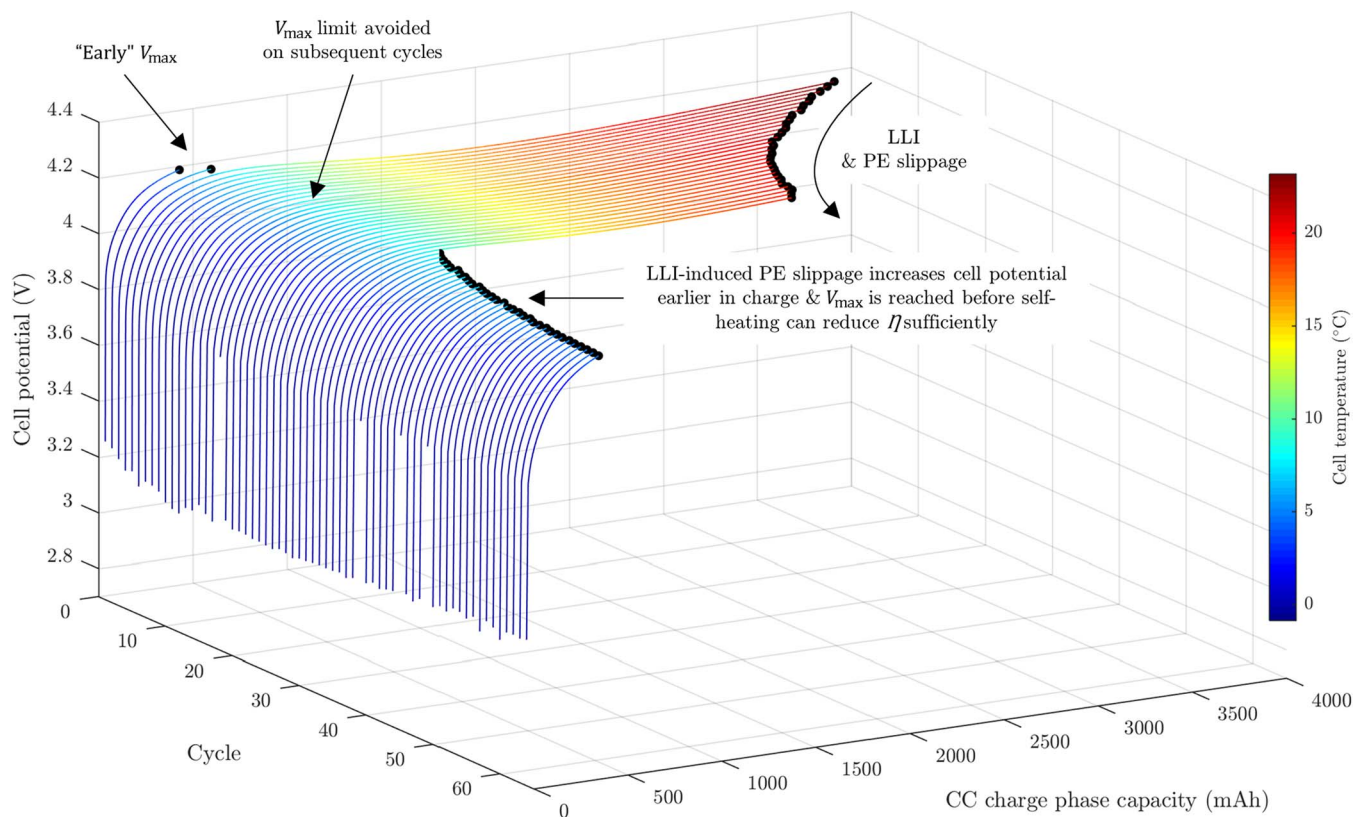 "Early" Vmax
Vmax limit avoided
on subsequent cycles
LLI
& PE slippage
LLI-induced PE slippage increases cell potential
earlier in charge & Vmax is reached before self-
heating can reduce η sufficiently
Cell potential (V)
4.4
4.2
4
3.8
3.6
3.4
3.2
3
2.8
0
10
20
30
40
50
60
Cycle
0
500
1000
1500
2000
2500
3000
3500
4000
CC charge phase capacity (mAh)
20
15
10
5
0
Cell temperature (°C)